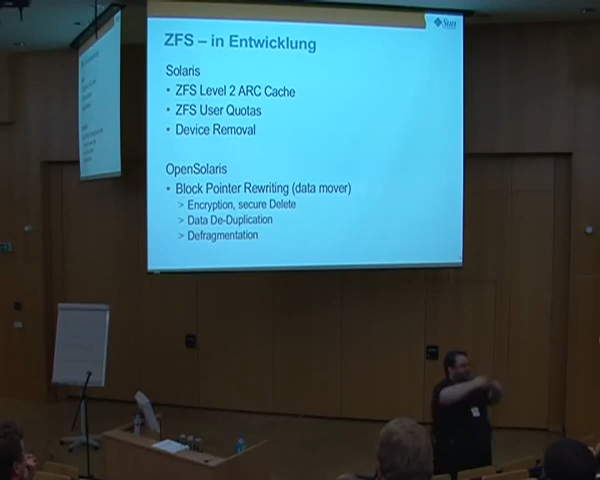 Sun
ZFS – in Entwicklung
Solaris
• ZFS Level 2 ARC Cache
• ZFS User Quotas
• Device Removal
OpenSolaris
• Block Pointer Rewriting (data mover)
> Encryption, secure Delete
> Data De-Duplication
> Defragmentation